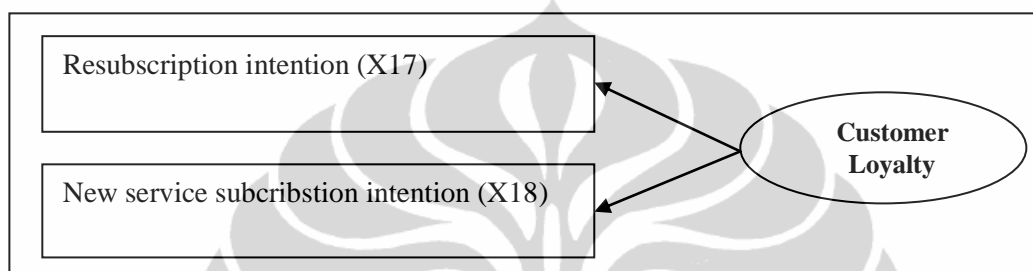 Resubscription intention (X17)
New service subcribstion intention (X18)
Customer
Loyalty